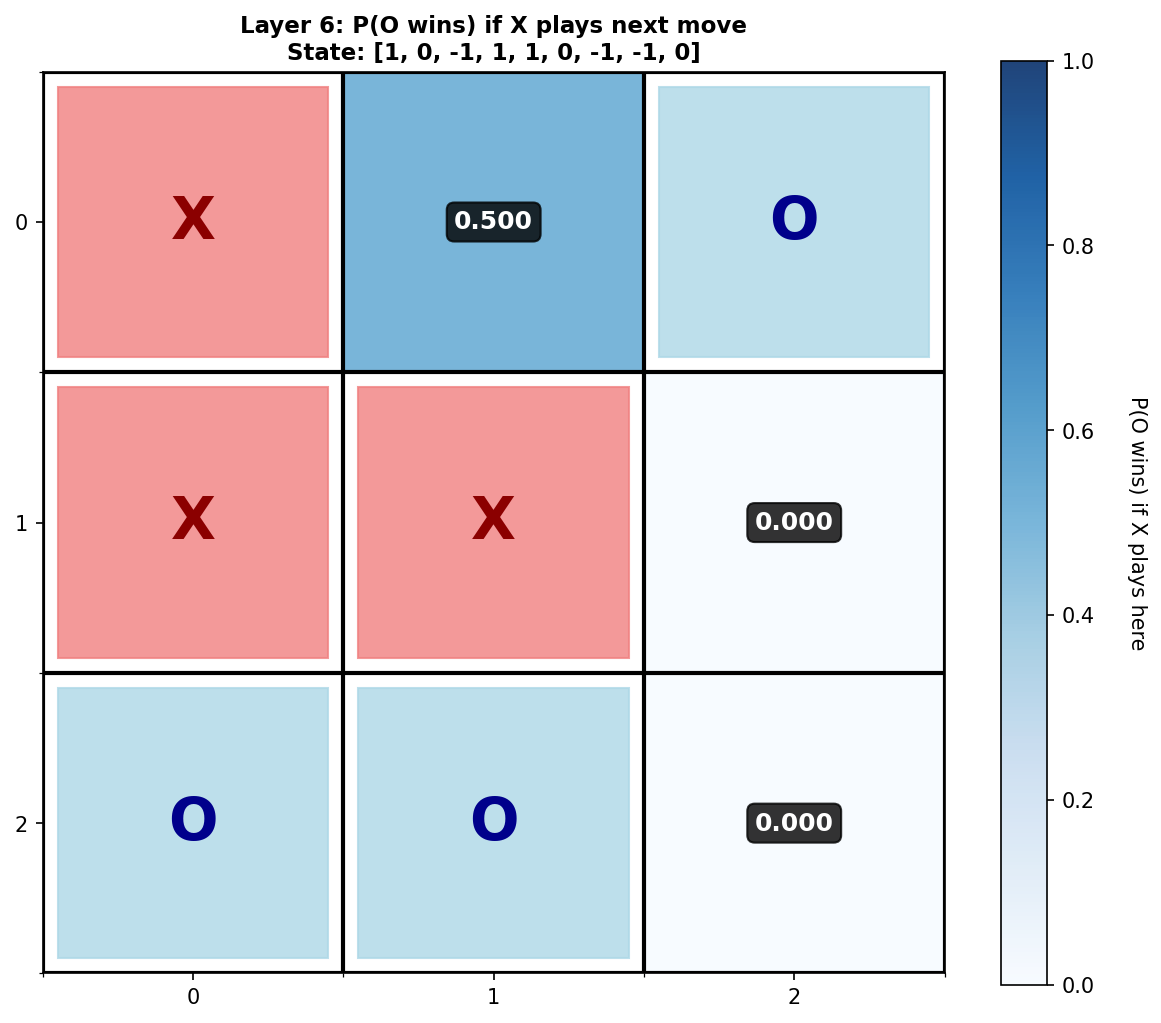 Layer 6: P(O wins) if X plays next move
State: [1, 0, -1, 1, 1, 0, -1, -1, 0]
0
X
0.500
O
1
X
X
0.000
2
O
O
0.000
0
1
2
1.0
0.8
0.6
0.4
0.2
0.0
P(O wins) if X plays here